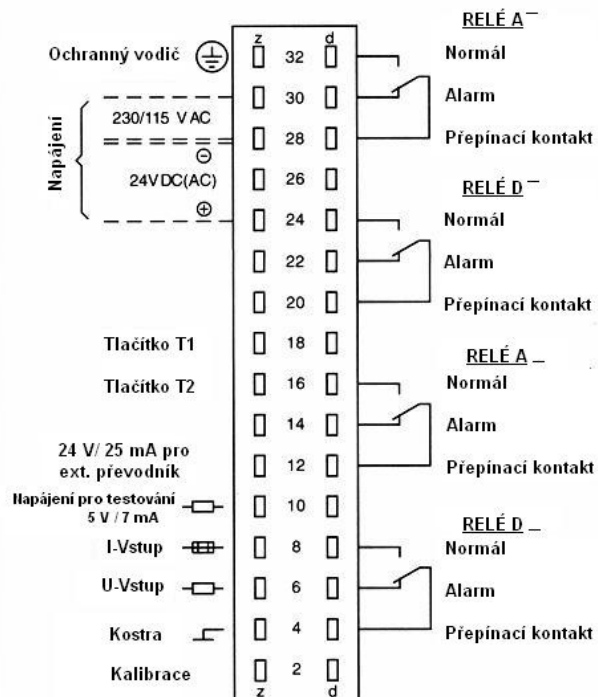 RELÉ A ‾
z d
Ochranný vodič 32 Normál
30 Alarm
230/115 V AC
28 Přepínací kontakt
Napájení
24VDC(AC)
26
RELÉ D ‾
24 Normál
22 Alarm
20 Přepínací kontakt
Tlačítko T1 18
RELÉ A _
Tlačítko T2 16 Normál
14 Alarm
24 V/ 25 mA pro
ext. převodník
12 Přepínací kontakt
Napájení pro testování
5 V / 7 mA
10
RELÉ D _
I-Vstup 8 Normál
U-Vstup 6 Alarm
Kostra 4 Přepínací kontakt
Kalibrace 2
z d